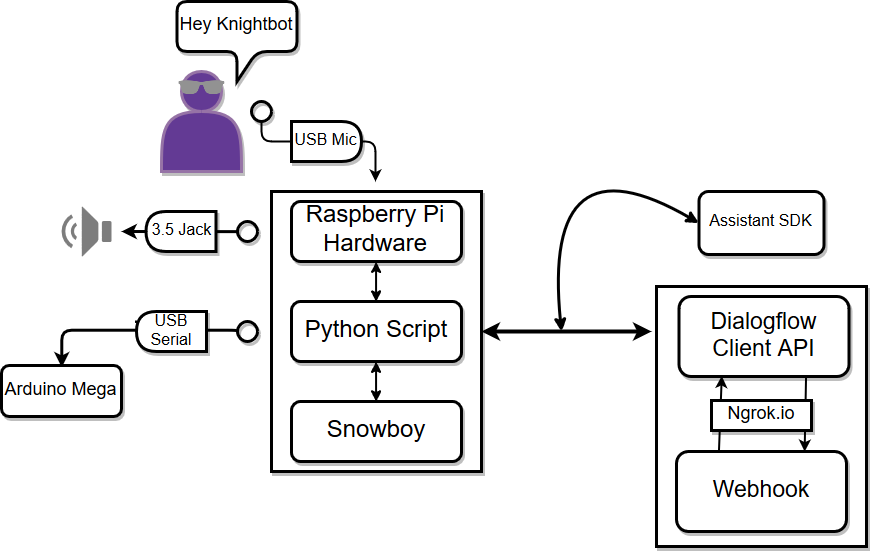 Hey Knightbot
USB Mic
Raspberry Pi
Hardware
3.5 Jack
Assistant SDK
USB
Serial
Python Script
Dialogflow
Client API
Arduino Mega
Ngrok.io
Snowboy
Webhook